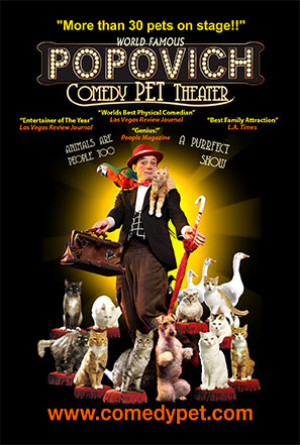 "More than 30 pets on stage!!"
WORLD FAMOUS
POPOVICH
COMEDY PET THEATER
"Worlds Best Physical Comedian"
Las Vegas Review Journal
"Entertainer of The Year"
Las Vegas Review Journal
"Best Family Attraction"
L.A. Times
"Genius!"
People Magazine
ANIMALS ARE
PEOPLE TOO
A PURRFECT
SHOW
www.comedypet.com